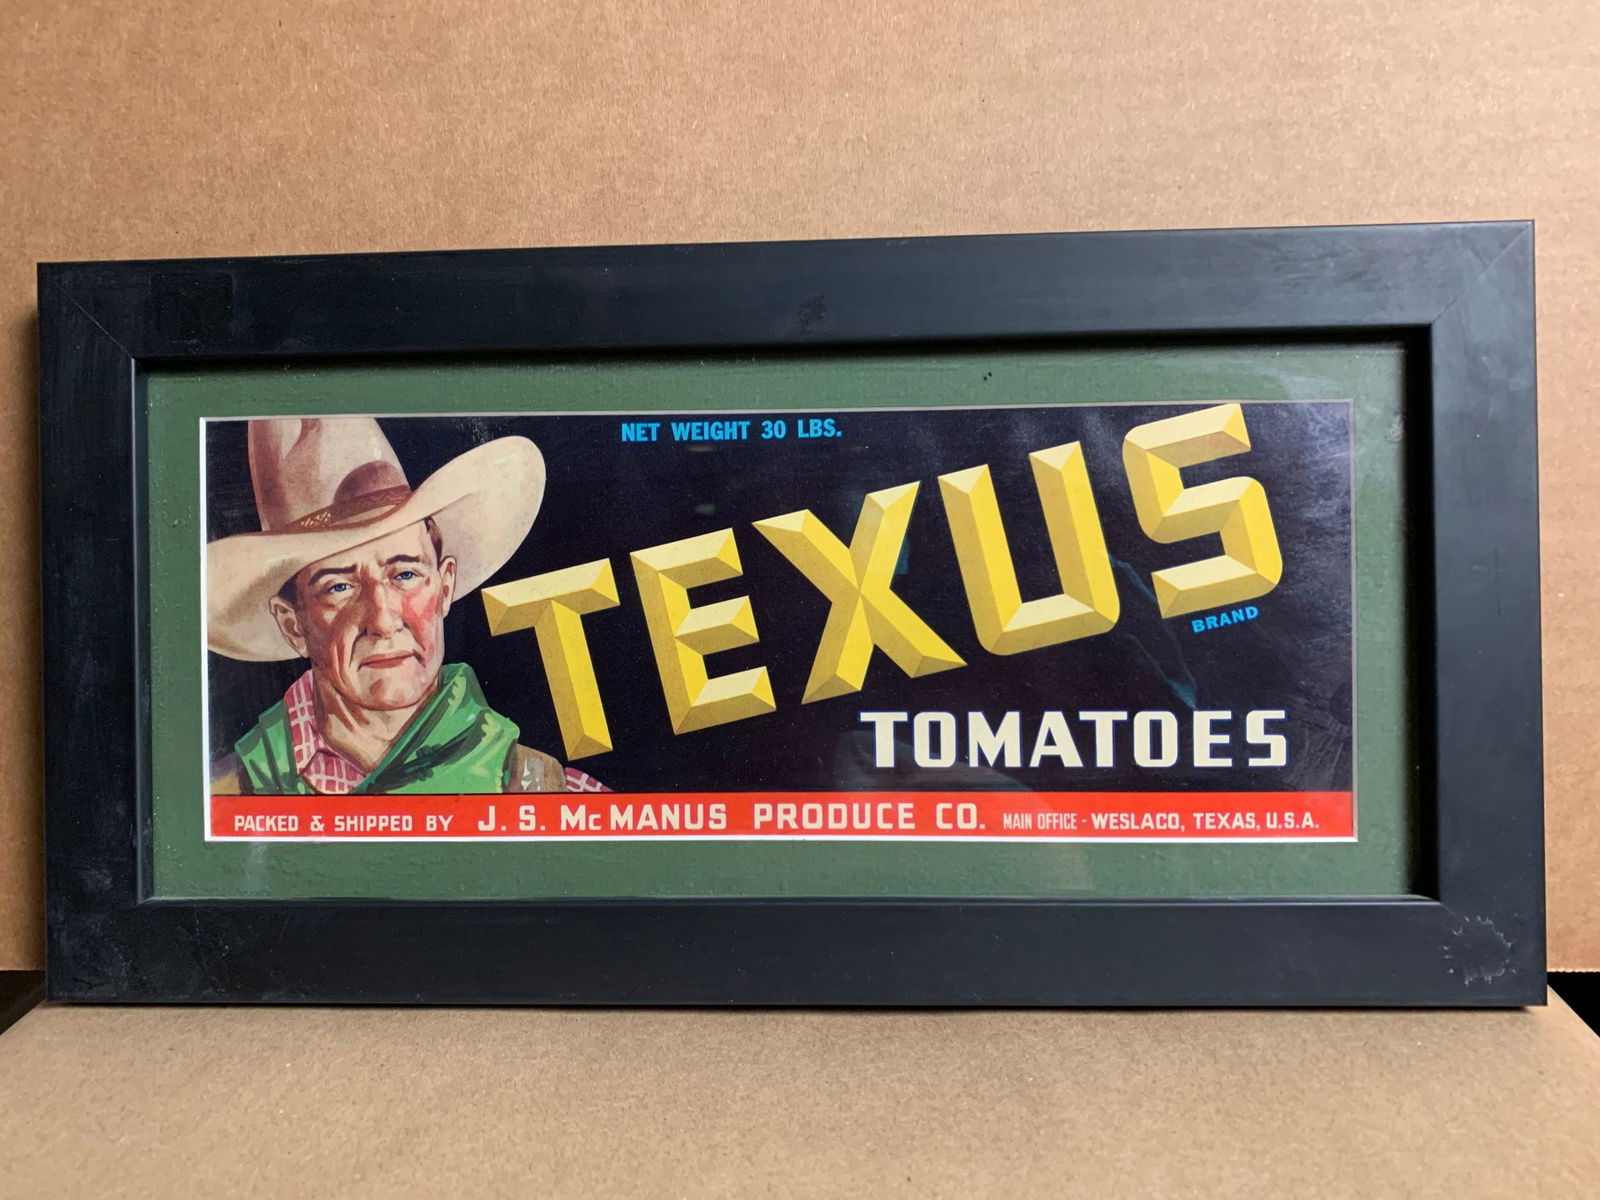 NET WEIGHT 30 LBS.
TEXUS
BRAND
TOMATOES
PACKED & SHIPPED BY J. S. McMANUS PRODUCE CO. MAIN OFFICE - WESLACO, TEXAS, U.S.A.